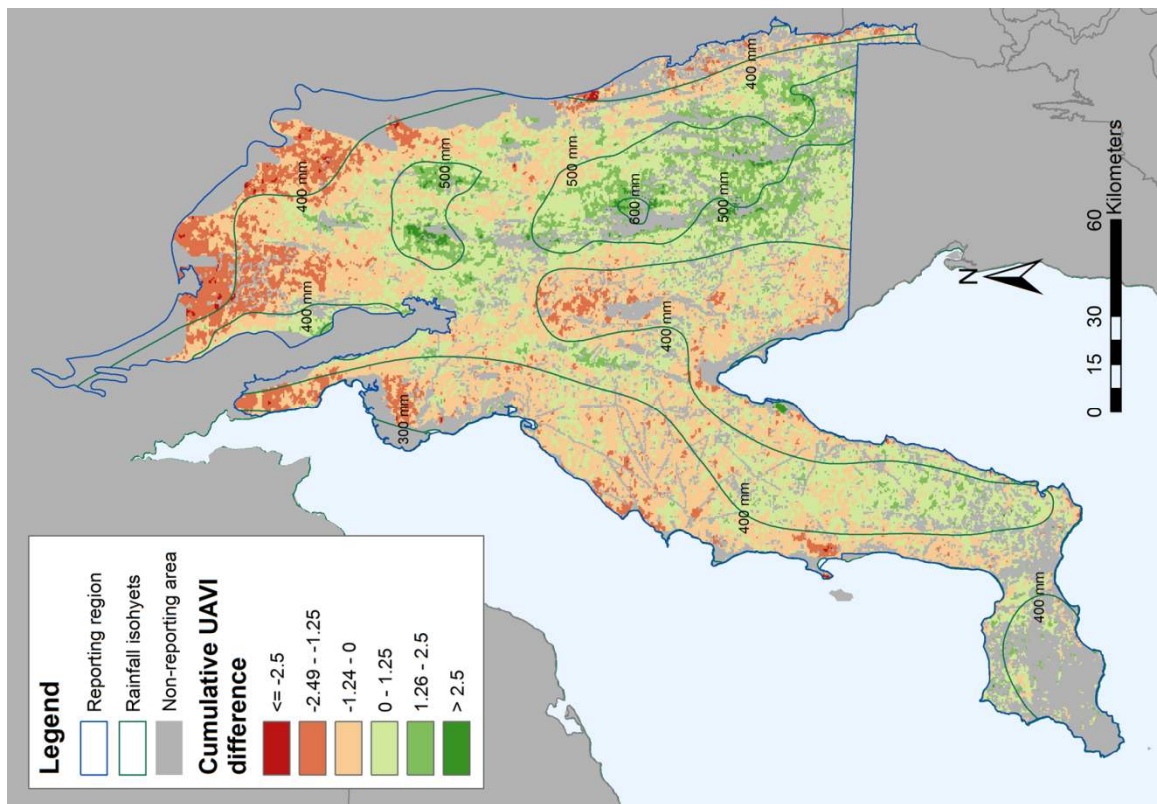 Legend
Reporting region
Rainfall isohyets
Non-reporting area
Cumulative UAVI
difference
<= -2.5
-2.49 - -1.25
-1.24 - 0
0 - 1.25
1.26 - 2.5
> 2.5
400 mm
400 mm
300 mm
500 mm
500 mm
600 mm
400 mm
500 mm
400 mm
400 mm
400 mm
N
0 15 30 60
Kilometers